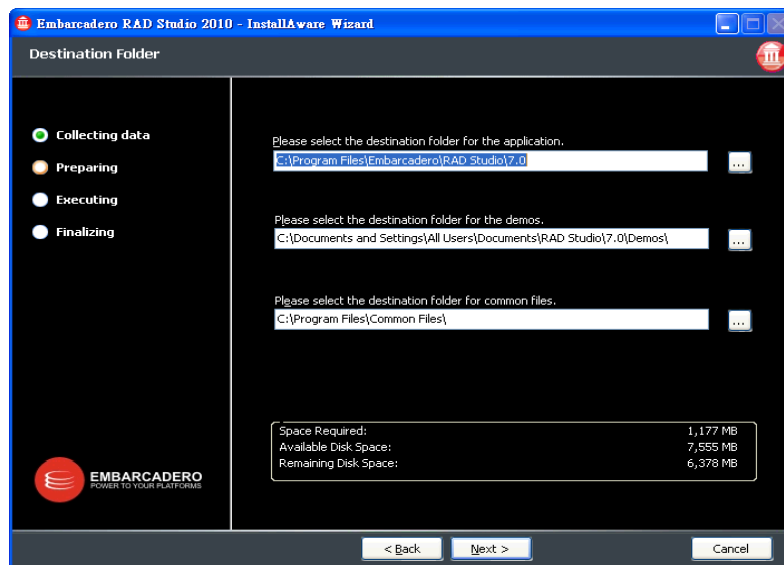 Embarcadero RAD Studio 2010 - InstallAware Wizard
Destination Folder
Collecting data
Preparing
Executing
Finalizing
Please select the destination folder for the application.
C:\Program Files\Embarcadero\RAD Studio\7.0
...
Please select the destination folder for the demos.
C:\Documents and Settings\All Users\Documents\RAD Studio\7.0\Demos\
...
Please select the destination folder for common files.
C:\Program Files\Common Files\
...
Space Required: 1,177 MB
Available Disk Space: 7,555 MB
Remaining Disk Space: 6,378 MB
EMBARCADERO
POWER TO YOUR PLATFORMS
< Back Next > Cancel